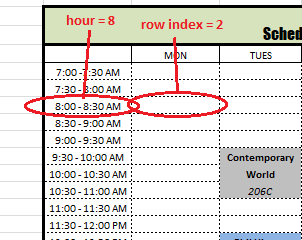 hour = 8
row index = 2
Sched
MON
TUES
7:00 - 7:30 AM
7:30 - 8:00 AM
8:00 - 8:30 AM
8:30 - 9:00 AM
9:00 - 9:30 AM
9:30 - 10:00 AM
Contemporary
10:00 - 10:30 AM
World
10:30 - 11:00 AM
206C
11:00 - 11:30 AM
11:30 - 12:00 PM